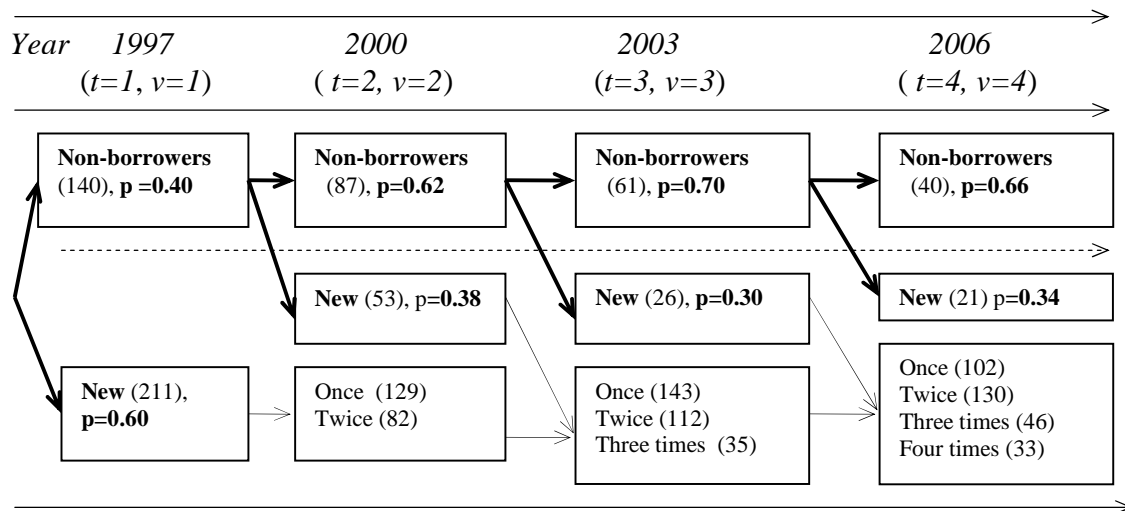 Year 1997 2000 2003 2006
(t=1, v=1) ( t=2, v=2) (t=3, v=3) ( t=4, v=4)
Non-borrowers
(140), p =0.40
Non-borrowers
(87), p=0.62
Non-borrowers
(61), p=0.70
Non-borrowers
(40), p=0.66
New (53), p=0.38
New (26), p=0.30
New (21) p=0.34
New (211),
p=0.60
Once (129)
Twice (82)
Once (143)
Twice (112)
Three times (35)
Once (102)
Twice (130)
Three times (46)
Four times (33)